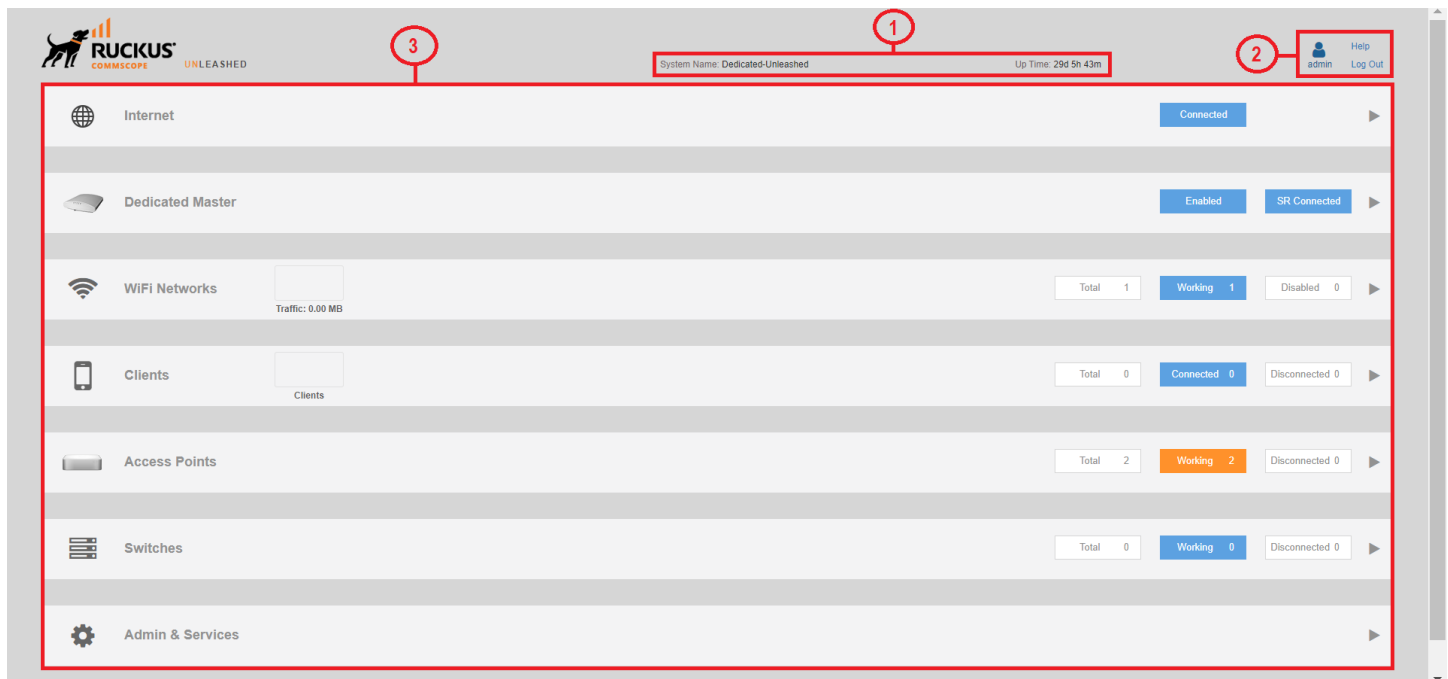 RUCKUS
COMMSCOPE
UNLEASHED
3
1
2
System Name: Dedicated-Unleashed
Up Time: 29d 5h 43m
admin
Help
Log Out
Internet
Connected
Dedicated Master
Enabled
SR Connected
WiFi Networks
Traffic: 0.00 MB
Total 1
Working 1
Disabled 0
Clients
Clients
Total 0
Connected 0
Disconnected 0
Access Points
Total 2
Working 2
Disconnected 0
Switches
Total 0
Working 0
Disconnected 0
Admin & Services